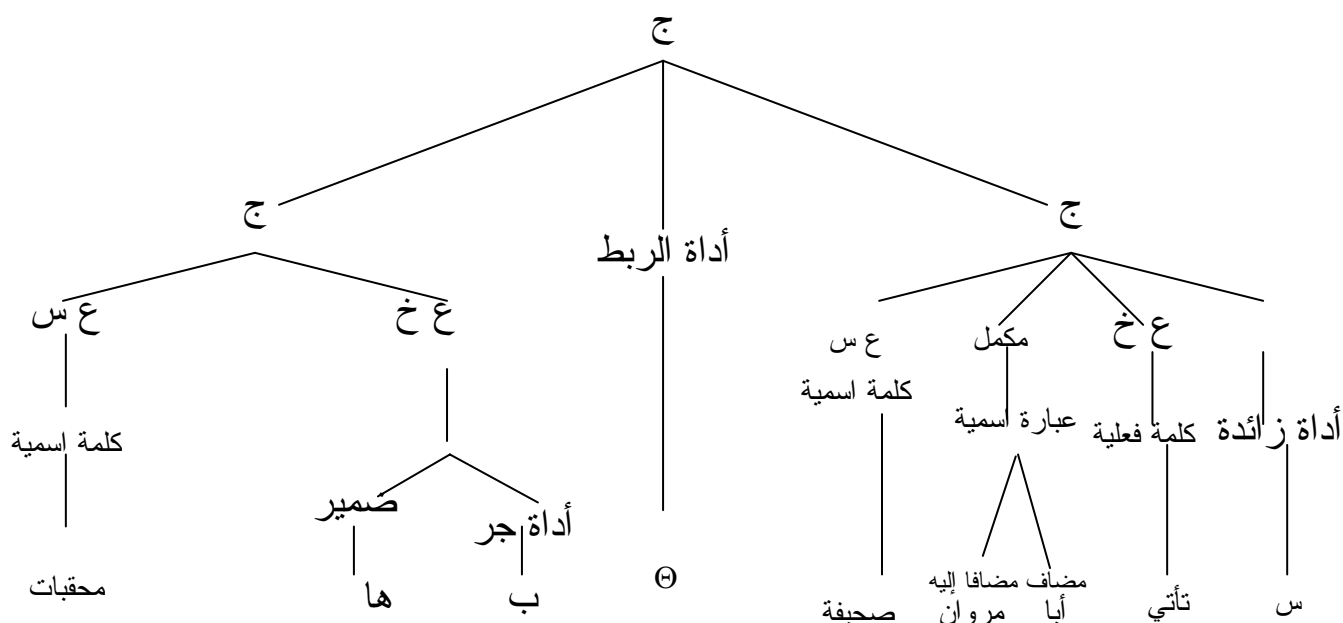 ج
ج
ج
أداة الربط
ع خ
مكمل
ع س
ع خ
ع س
كلمة اسمية
أداة زائدة
كلمة فعلية
عبارة اسمية
كلمة اسمية
أداة جر
ضمير
س
تأتي
مضاف
مضافا إليه
أبا
مروان
صحيفة
Θ
ب
ها
محقبات